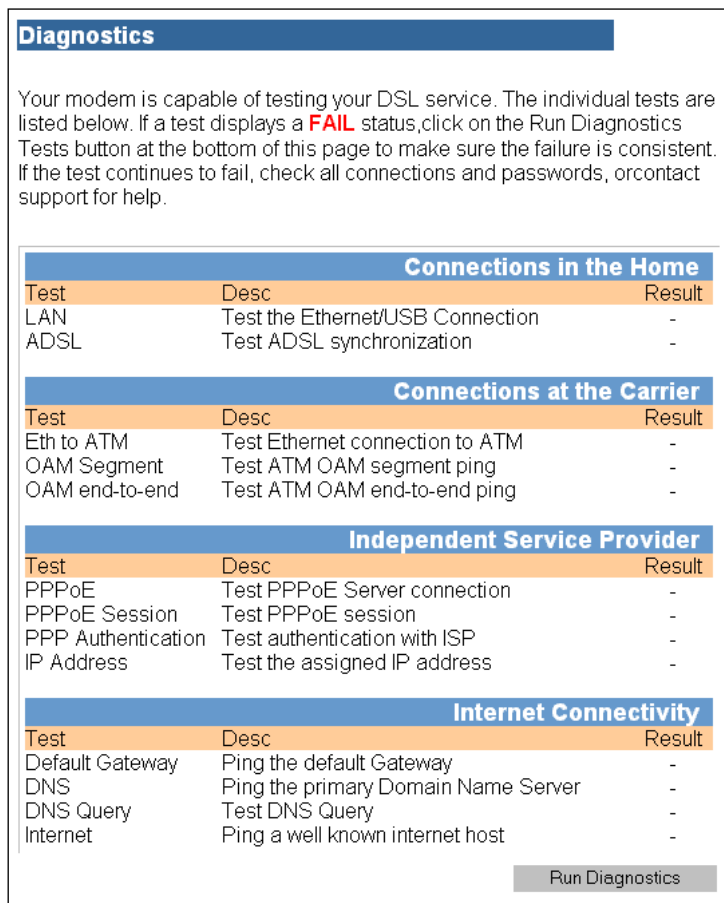 Diagnostics
Your modem is capable of testing your DSL service. The individual tests are
listed below. If a test displays a FAIL status,click on the Run Diagnostics
Tests button at the bottom of this page to make sure the failure is consistent.
If the test continues to fail, check all connections and passwords, orcontact
support for help.
Connections in the Home
Test Desc Result
LAN Test the Ethernet/USB Connection -
ADSL Test ADSL synchronization -
Connections at the Carrier
Test Desc Result
Eth to ATM Test Ethernet connection to ATM -
OAM Segment Test ATM OAM segment ping -
OAM end-to-end Test ATM OAM end-to-end ping -
Independent Service Provider
Test Desc Result
PPPoE Test PPPoE Server connection -
PPPoE Session Test PPPoE session -
PPP Authentication Test authentication with ISP -
IP Address Test the assigned IP address -
Internet Connectivity
Test Desc Result
Default Gateway Ping the default Gateway -
DNS Ping the primary Domain Name Server -
DNS Query Test DNS Query -
Internet Ping a well known internet host -
Run Diagnostics